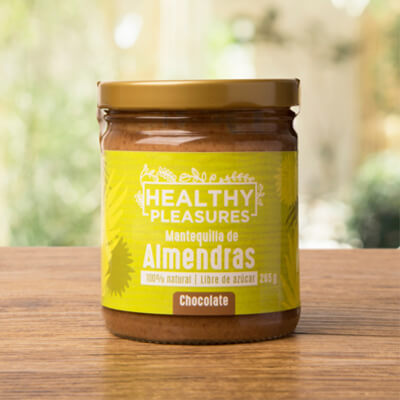 HEALTHY
PLEASURES
Mantequilla de
Almendras
100% natural | Libre de azúcar 265 g
Chocolate